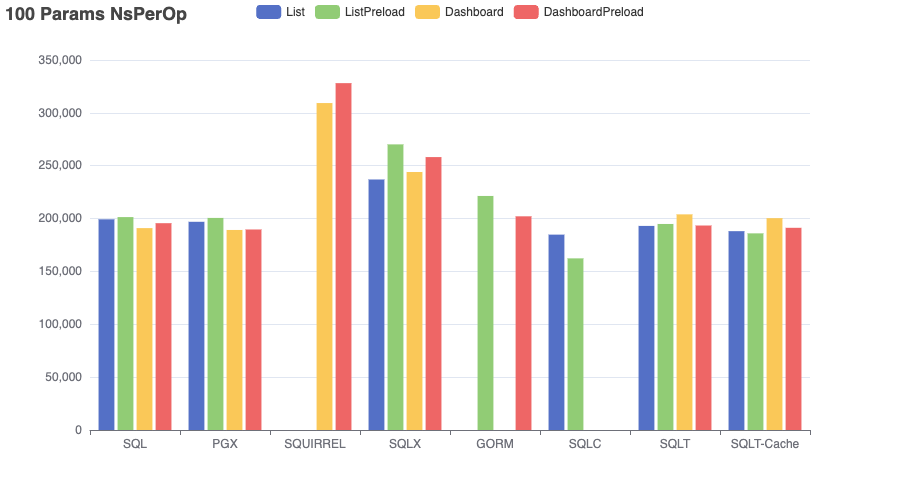 100 Params NsPerOp
List ListPreload Dashboard DashboardPreload
350,000
300,000
250,000
200,000
150,000
100,000
50,000
0
SQL PGX SQUIRREL SQLX GORM SQLC SQLT SQLT-Cache